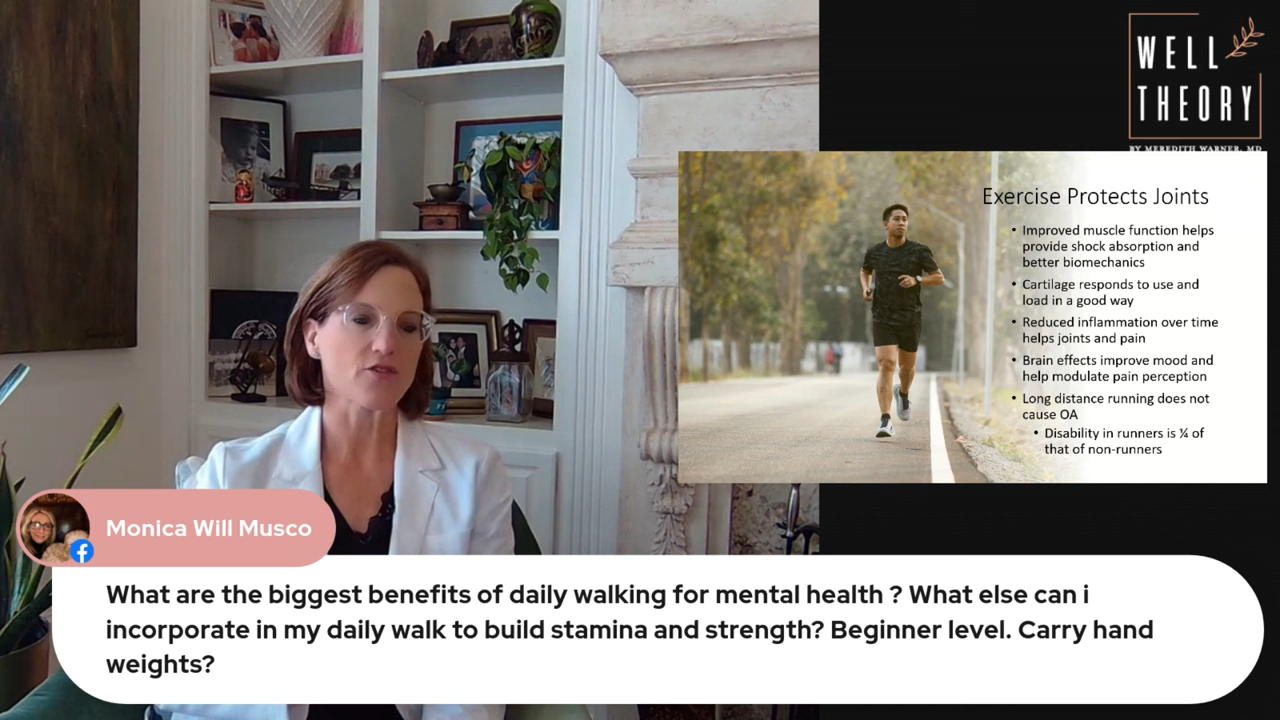 WELL
THEORY
BY MEREDITH WARNER, MD
Exercise Protects Joints
• Improved muscle function helps
provide shock absorption and
better biomechanics
• Cartilage responds to use and
load in a good way
• Reduced inflammation over time
helps joints and pain
• Brain effects improve mood and
help modulate pain perception
• Long distance running does not
cause OA
• Disability in runners is ¼ of
that of non-runners
Monica Will Musco
What are the biggest benefits of daily walking for mental health ? What else can i
incorporate in my daily walk to build stamina and strength? Beginner level. Carry hand
weights?